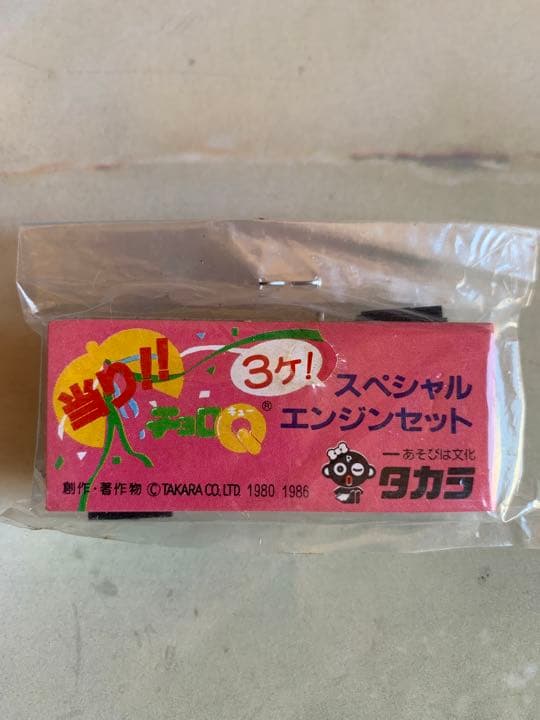 当り!!
3ケ!
チョロQ®
キュー
スペシャル
エンジンセット
あそびは文化
タカラ
創作・著作物 ©TAKARA CO.,LTD. 1980 1986